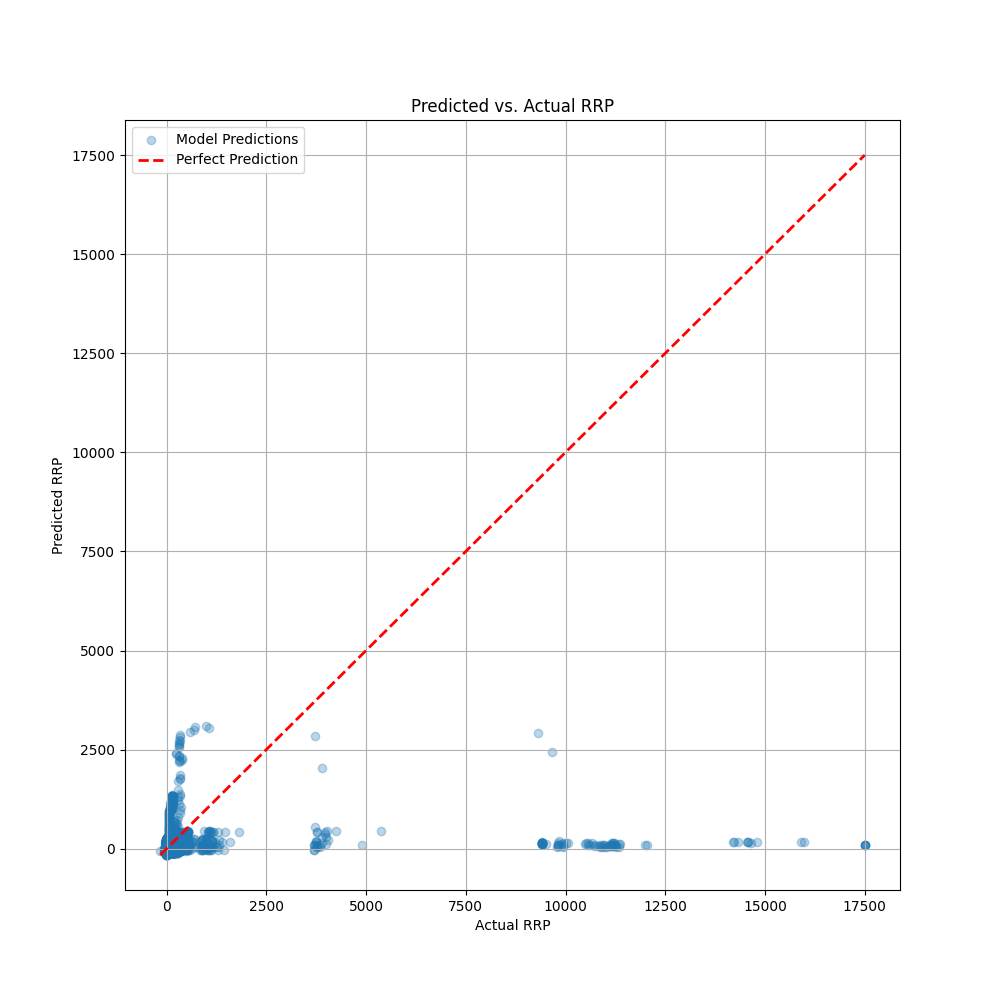 Predicted vs. Actual RRP
Model Predictions
Perfect Prediction
17500
15000
12500
10000
7500
5000
2500
0
Predicted RRP
0 2500 5000 7500 10000 12500 15000 17500
Actual RRP